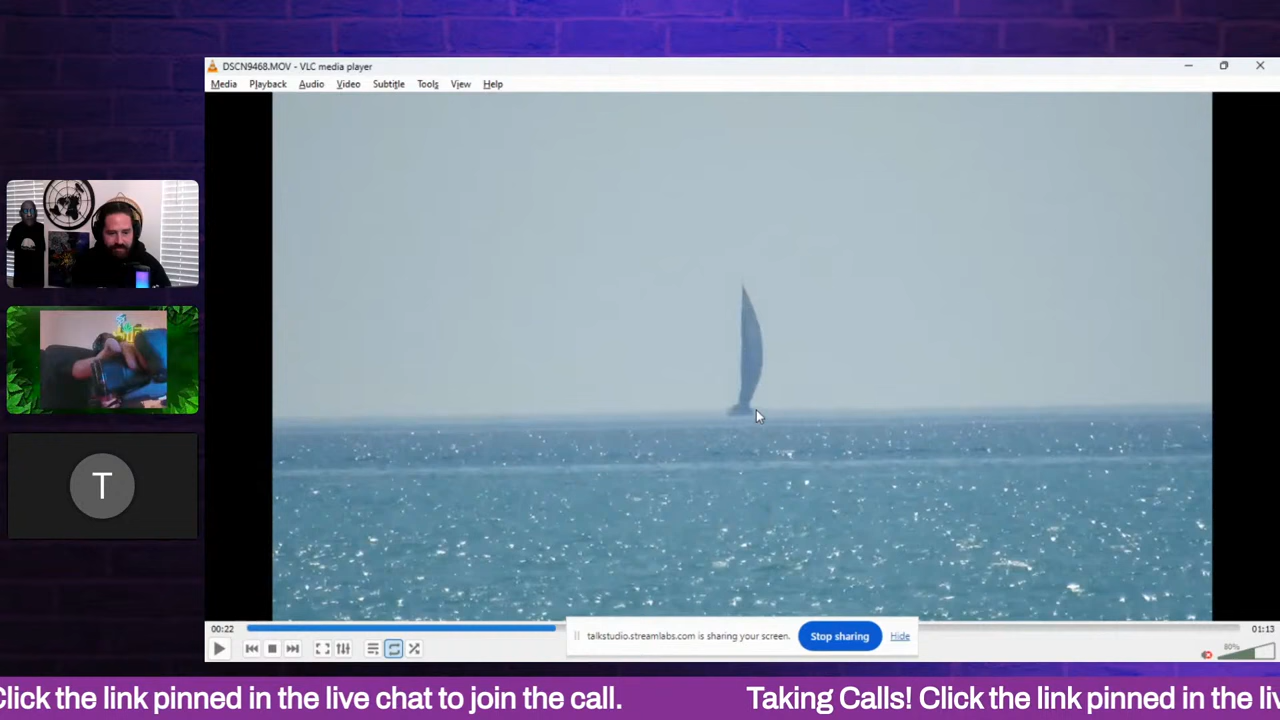 DSCN9468.MOV - VLC media player
Media Playback Audio Video Subtitle Tools View Help
T
00:22
01:13
talkstudio.streamlabs.com is sharing your screen. Stop sharing Hide
80%
Click the link pinned in the live chat to join the call. Taking Calls! Click the link pinned in the liv